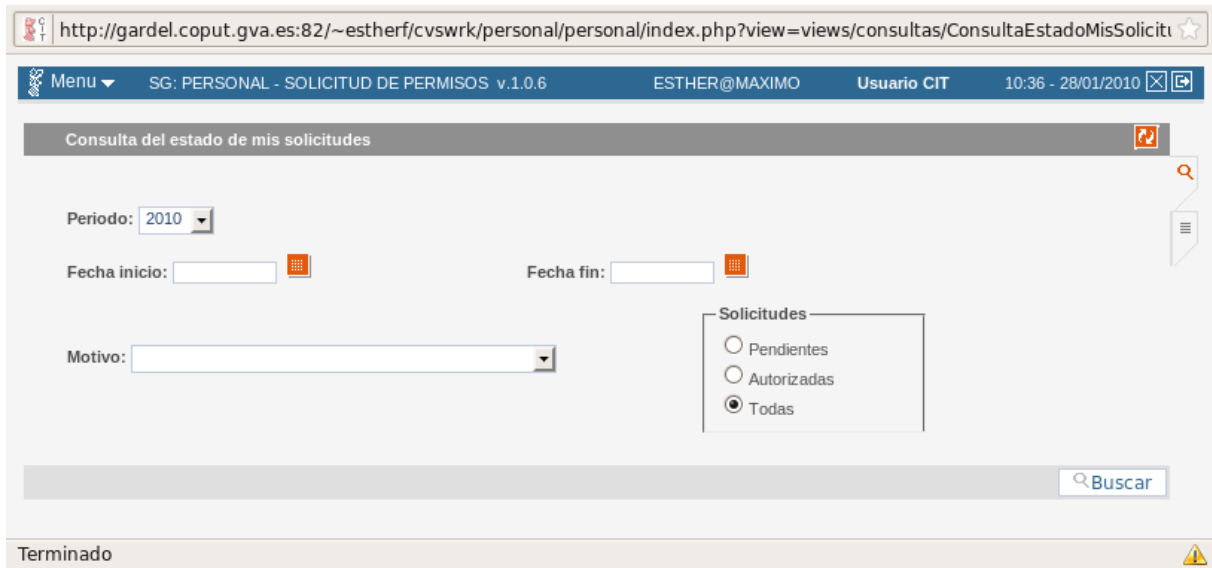 http://gardel.coput.gva.es:82/~estherf/cvswrk/personal/personal/index.php?view=views/consultas/ConsultaEstadoMisSolicitu
Menu SG: PERSONAL - SOLICITUD DE PERMISOS v.1.0.6 ESTHER@MAXIMO Usuario CIT 10:36 - 28/01/2010
Consulta del estado de mis solicitudes
Periodo: 2010
Fecha inicio: Fecha fin:
Solicitudes
Motivo:
Pendientes
Autorizadas
Todas
Buscar
Terminado